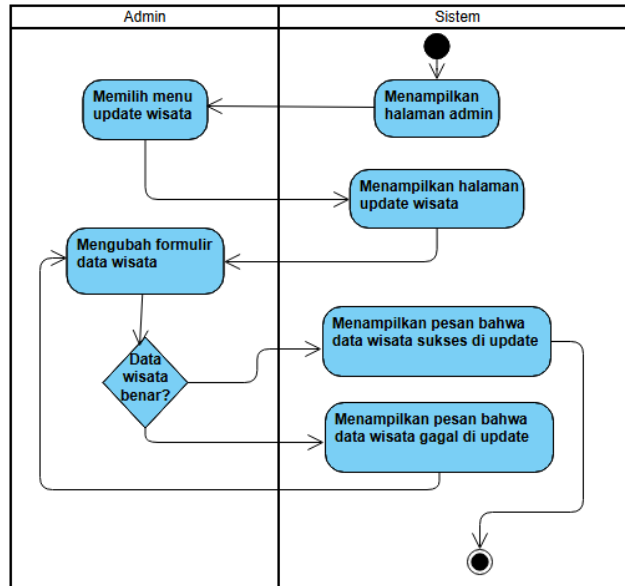 Admin
Sistem
Menampilkan
halaman admin
Memilih menu
update wisata
Menampilkan halaman
update wisata
Mengubah formulir
data wisata
Data
wisata
benar?
Menampilkan pesan bahwa
data wisata sukses di update
Menampilkan pesan bahwa
data wisata gagal di update